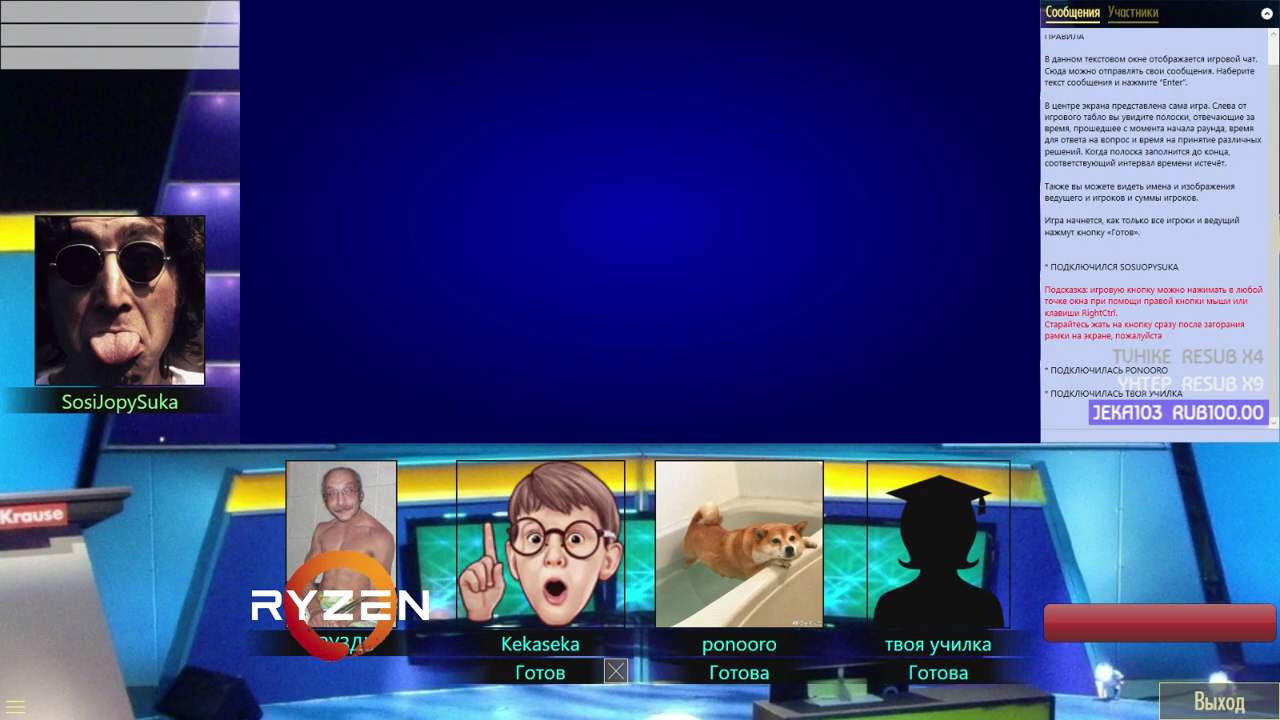 Сообщения Участники
ПРАВИЛА
В данном текстовом окне отображается игровой чат.
Сюда можно отправлять свои сообщения. Наберите
текст сообщения и нажмите "Enter".
В центре экрана представлена сама игра. Слева от
игрового табло вы увидите полоски, отвечающие за
время, прошедшее с момента начала раунда, время
для ответа на вопрос и время на принятие различных
решений. Когда полоска заполнится до конца,
соответствующий интервал времени истечёт.
Также вы можете видеть имена и изображения
ведущего и игроков и суммы игроков.
Игра начнется, как только все игроки и ведущий
нажмут кнопку «Готов».
* ПОДКЛЮЧИЛСЯ SOSIJOPYSUKA
Подсказка: игровую кнопку можно нажимать в любой
точке окна при помощи правой кнопки мыши или
клавиши RightCtrl.
Старайтесь жать на кнопку сразу после загорания
рамки на экране, пожалуйста
TVHIKE RESUB X4
* ПОДКЛЮЧИЛАСЬ PONOORO
УНТЕР RESUB X9
* ПОДКЛЮЧИЛАСЬ ТВОЯ УЧИЛКА
JEKA103 RUB100.00
SosiJopySuka
Krause
RYZEN
Kekaseka
ponooro
твоя училка
Готов
Готова
Готова
Выход